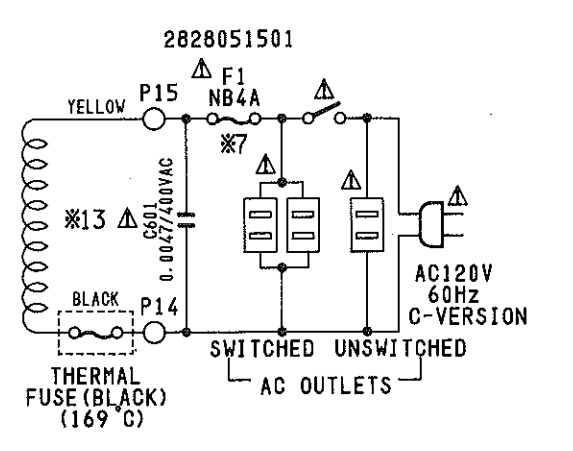 2828051501
F1
NB4A
P15
YELLOW
※7
※13
C601
0.0047/400VAC
BLACK
P14
AC120V
60Hz
C-VERSION
SWITCHED UNSWITCHED
AC OUTLETS
THERMAL
FUSE(BLACK)
(169°C)